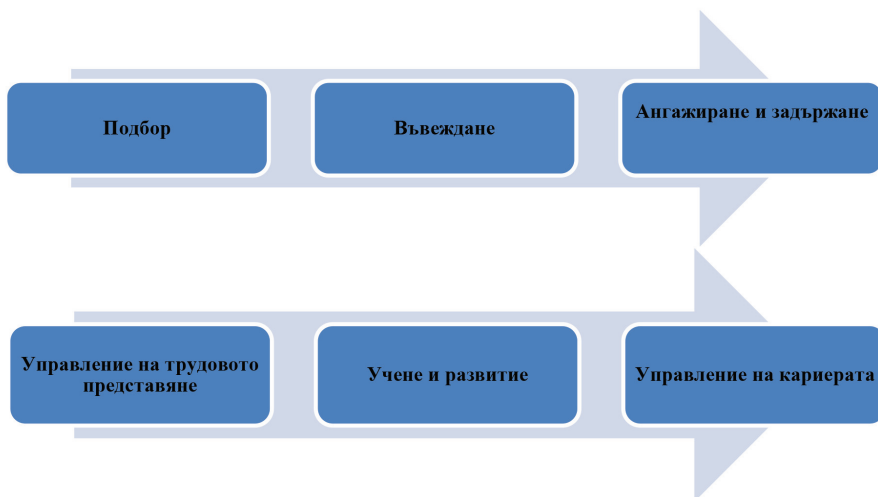 Подбор
Въвеждане
Ангажиране и задържане
Управление на трудовото
представяне
Учене и развитие
Управление на кариерата